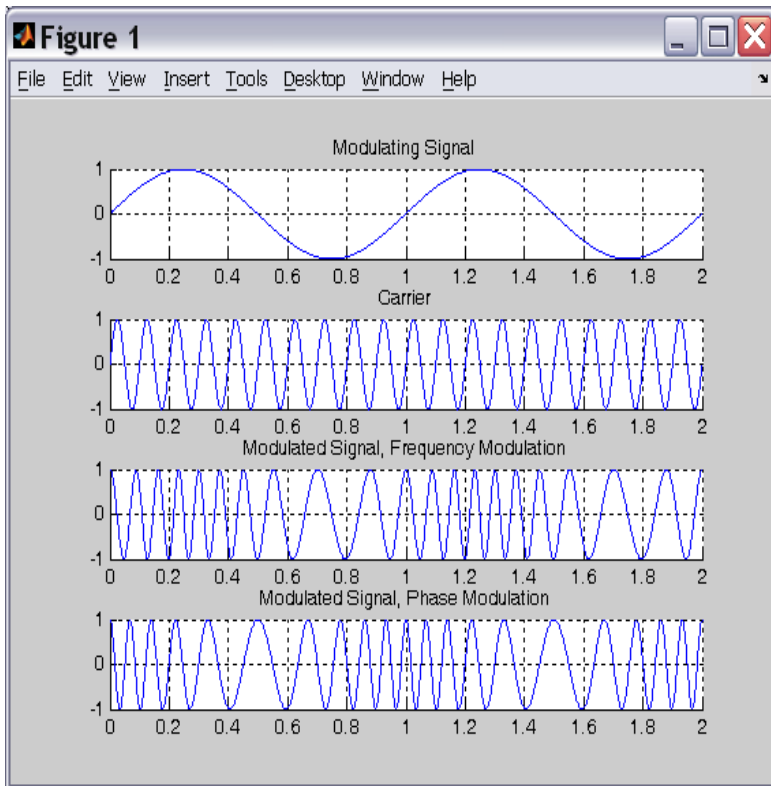 Figure 1
File Edit View Insert Tools Desktop Window Help
Modulating Signal
1
0
-1
0 0.2 0.4 0.6 0.8 1 1.2 1.4 1.6 1.8 2
Carrier
1
0
-1
0 0.2 0.4 0.6 0.8 1 1.2 1.4 1.6 1.8 2
Modulated Signal, Frequency Modulation
1
0
-1
0 0.2 0.4 0.6 0.8 1 1.2 1.4 1.6 1.8 2
Modulated Signal, Phase Modulation
1
0
-1
0 0.2 0.4 0.6 0.8 1 1.2 1.4 1.6 1.8 2